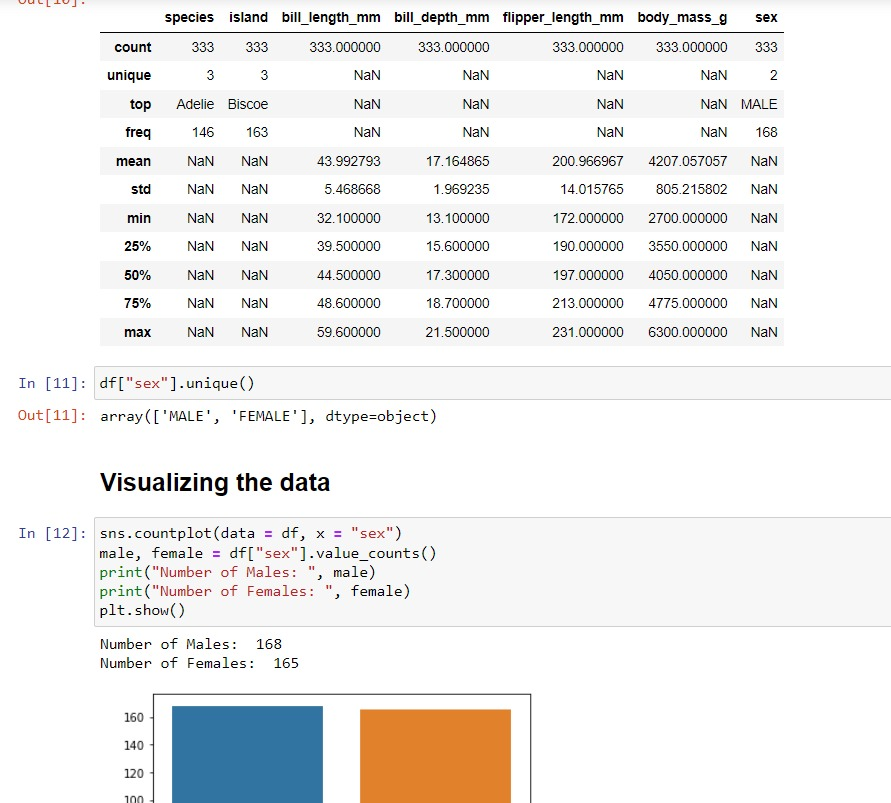 Out[10]:
species island bill_length_mm bill_depth_mm flipper_length_mm body_mass_g sex
count 333 333 333.000000 333.000000 333.000000 333.000000 333
unique 3 3 NaN NaN NaN NaN 2
top Adelie Biscoe NaN NaN NaN NaN MALE
freq 146 163 NaN NaN NaN NaN 168
mean NaN NaN 43.992793 17.164865 200.966967 4207.057057 NaN
std NaN NaN 5.468668 1.969235 14.015765 805.215802 NaN
min NaN NaN 32.100000 13.100000 172.000000 2700.000000 NaN
25% NaN NaN 39.500000 15.600000 190.000000 3550.000000 NaN
50% NaN NaN 44.500000 17.300000 197.000000 4050.000000 NaN
75% NaN NaN 48.600000 18.700000 213.000000 4775.000000 NaN
max NaN NaN 59.600000 21.500000 231.000000 6300.000000 NaN
In [11]: df["sex"].unique()
Out[11]: array(['MALE', 'FEMALE'], dtype=object)
Visualizing the data
In [12]: sns.countplot(data = df, x = "sex")
male, female = df["sex"].value_counts()
print("Number of Males: ", male)
print("Number of Females: ", female)
plt.show()
Number of Males:  168
Number of Females:  165
160
140
120
100